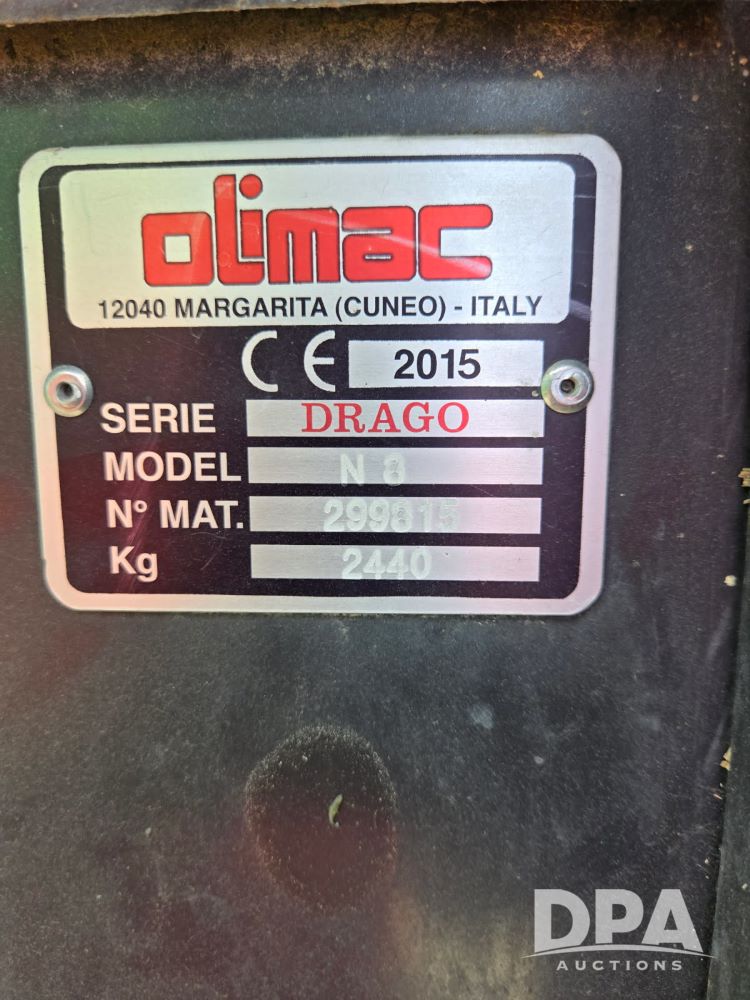 olimac
12040 MARGARITA (CUNEO) - ITALY
CE 2015
SERIE DRAGO
MODEL N 8
N° MAT. 299815
Kg 2440
DPA
AUCTIONS